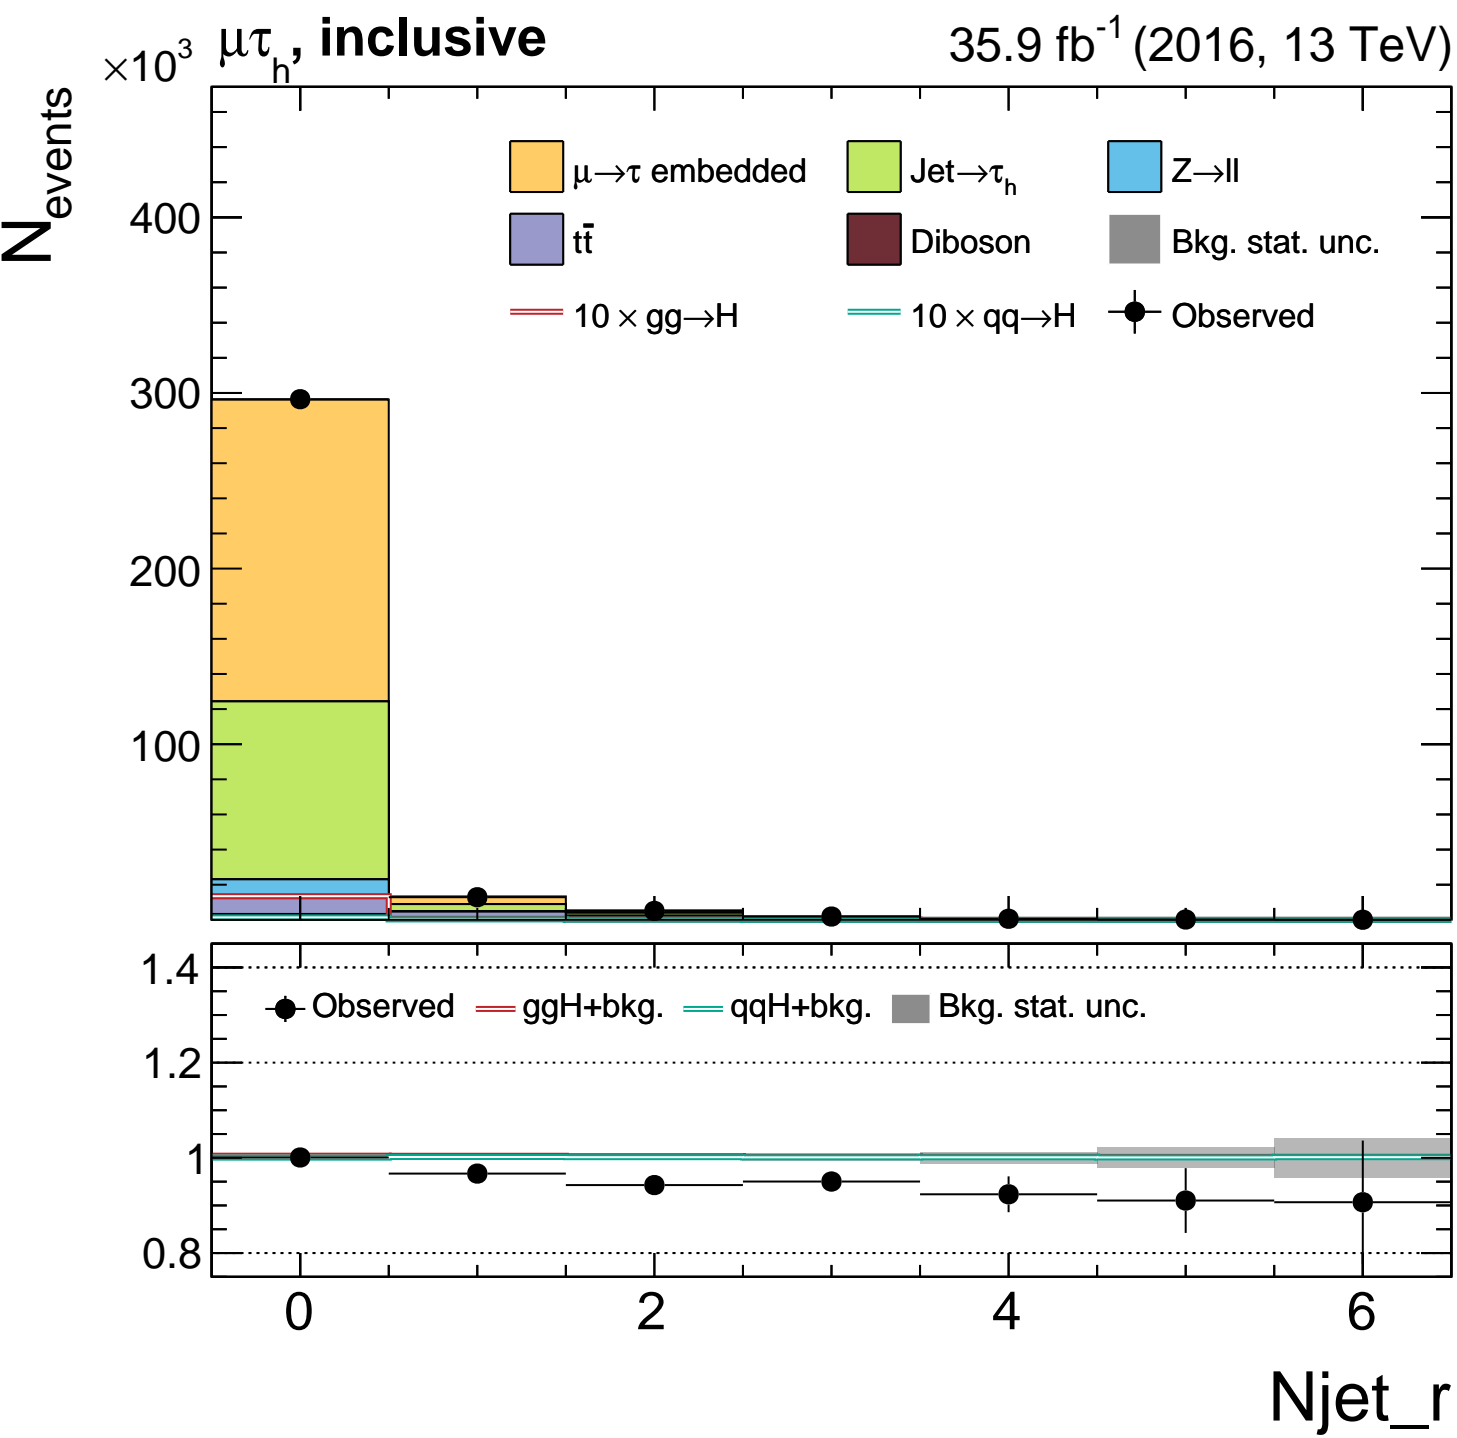 ×10³ μτₕ, inclusive 35.9 fb⁻¹ (2016, 13 TeV)
N_events
μ→τ embedded Jet→τₕ Z→ll
tt̄ Diboson Bkg. stat. unc.
10 × gg→H 10 × qq→H Observed
400
300
200
100
1.4
Observed ggH+bkg. qqH+bkg. Bkg. stat. unc.
1.2
1
0.8
0 2 4 6
Njet_r